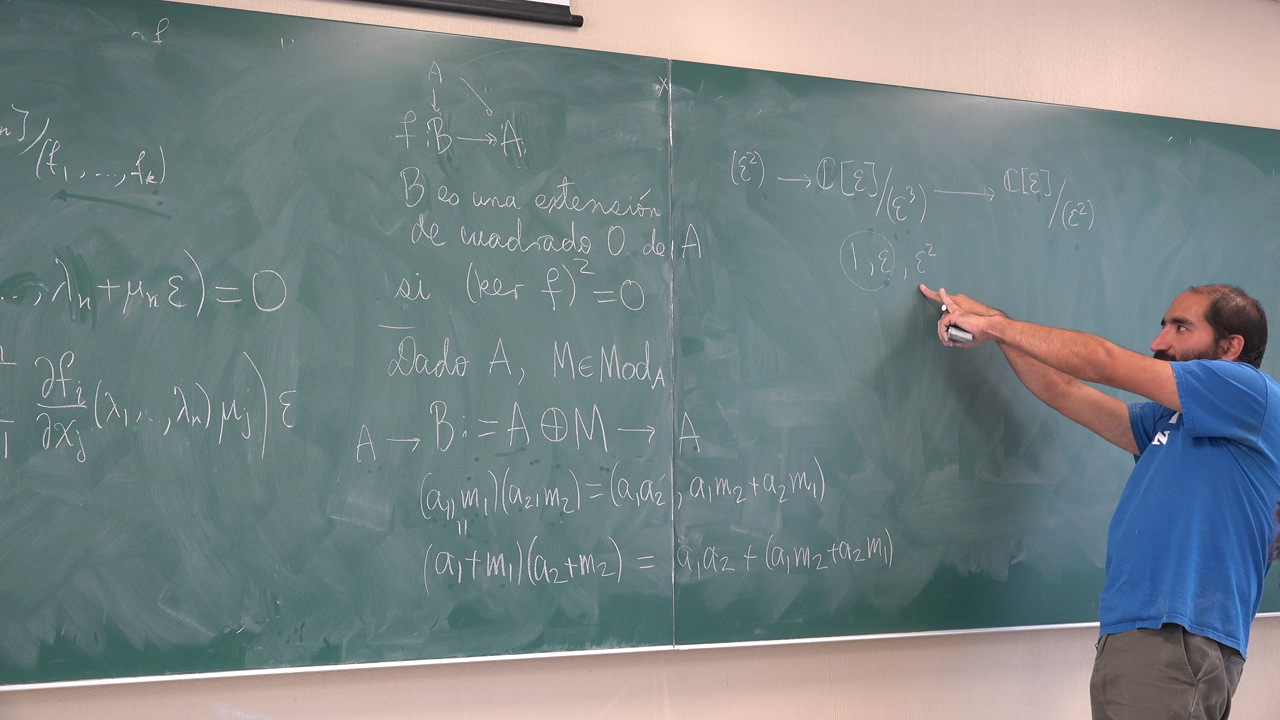 n]/(f₁,...,fₖ)
..., λₙ+μₙε)=0
∂fᵢ/∂xⱼ (λ₁,..,λₙ)μⱼ)ε
A
f: B ↠ A
B es una extensión
de cuadrado 0 de A
si (ker f)²=0
Dado A, M∈Mod_A
A → B:=A⊕M → A
(a₁,m₁)(a₂,m₂)=(a₁a₂, a₁m₂+a₂m₁)
(a₁+m₁)(a₂+m₂) = a₁a₂+(a₁m₂+a₂m₁)
(ε²) → ℂ[ε]/(ε³) ↠ ℂ[ε]/(ε²)
1, ε, ε²
N